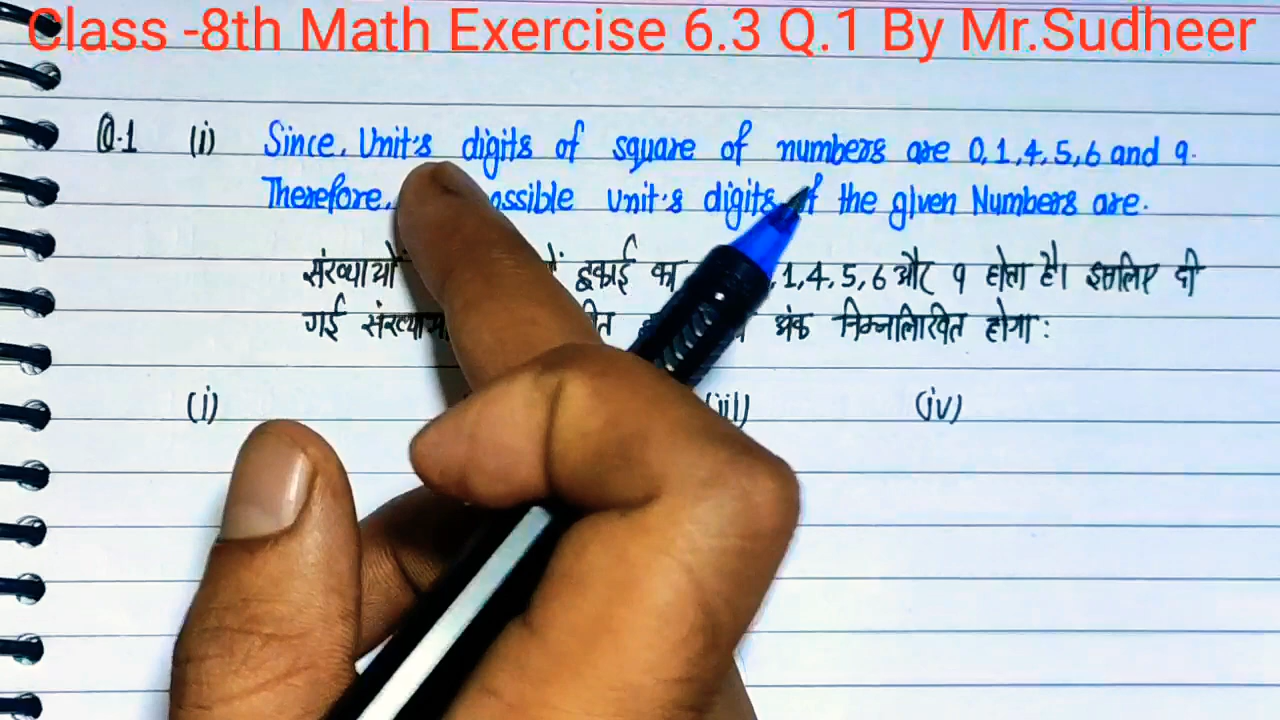 Class -8th Math Exercise 6.3 Q.1 By Mr.Sudheer
Q.1 (i) Since, Unit's digits of square of numbers are 0,1,4,5,6 and 9.
Therefore, unit's digits of the given Numbers are.
इकाई का 1,4,5,6 और 9 होता है। इसलिए दी
गई अंक निम्नलिखित होगा:
(i) (iii) (iv)